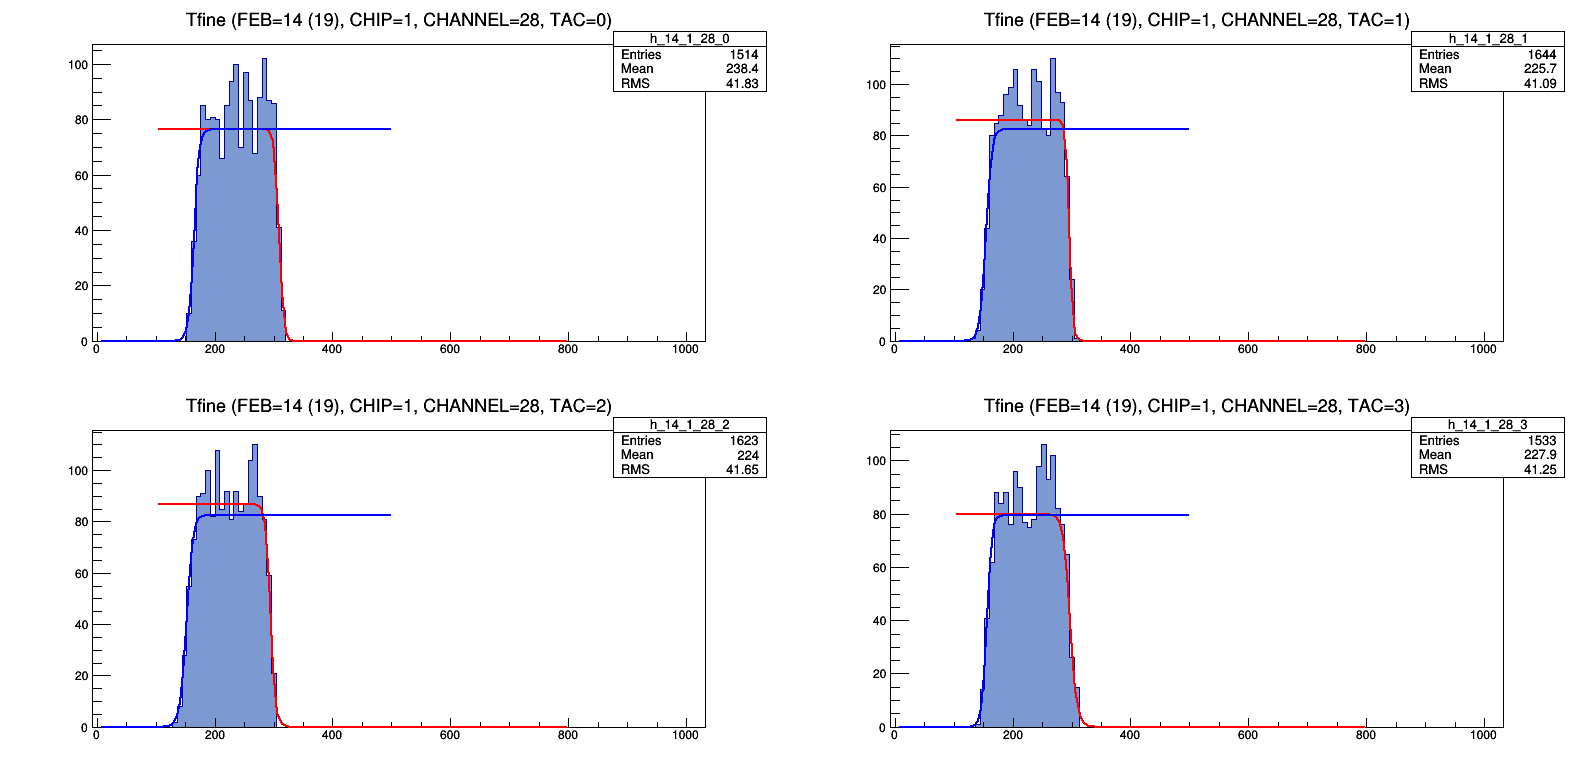 Tfine (FEB=14 (19), CHIP=1, CHANNEL=28, TAC=0)
h_14_1_28_0
Entries 1514
Mean 238.4
RMS 41.83
100
80
60
40
20
0
0 200 400 600 800 1000
Tfine (FEB=14 (19), CHIP=1, CHANNEL=28, TAC=1)
h_14_1_28_1
Entries 1644
Mean 225.7
RMS 41.09
100
80
60
40
20
0
0 200 400 600 800 1000
Tfine (FEB=14 (19), CHIP=1, CHANNEL=28, TAC=2)
h_14_1_28_2
Entries 1623
Mean 224
RMS 41.65
100
80
60
40
20
0
0 200 400 600 800 1000
Tfine (FEB=14 (19), CHIP=1, CHANNEL=28, TAC=3)
h_14_1_28_3
Entries 1533
Mean 227.9
RMS 41.25
100
80
60
40
20
0
0 200 400 600 800 1000